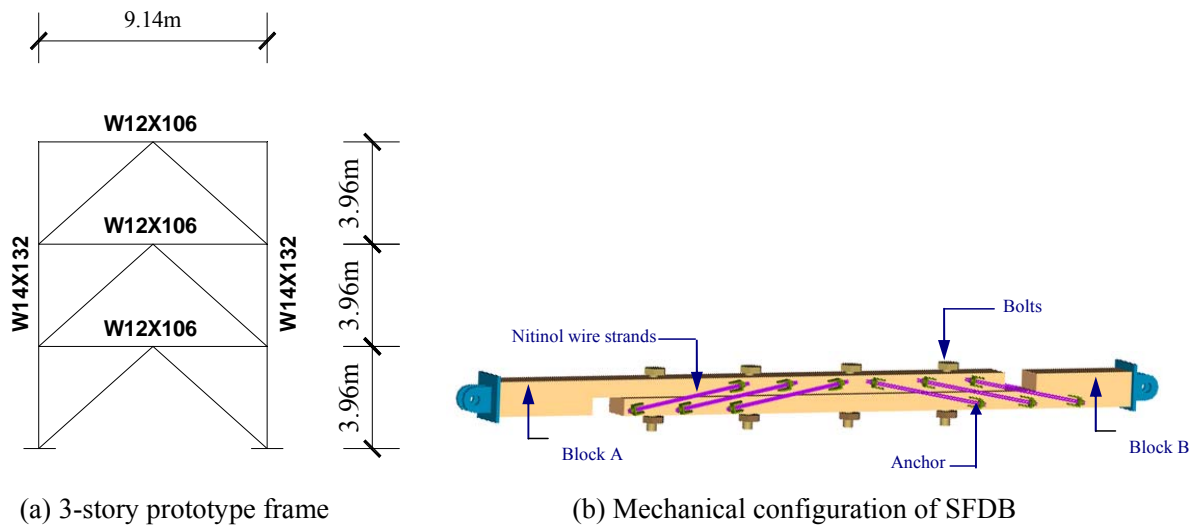 9.14m
W12X106
3.96m
W12X106
3.96m
W14X132
W14X132
W12X106
3.96m
Bolts
Nitinol wire strands
Block A
Anchor
Block B
(a) 3-story prototype frame
(b) Mechanical configuration of SFDB